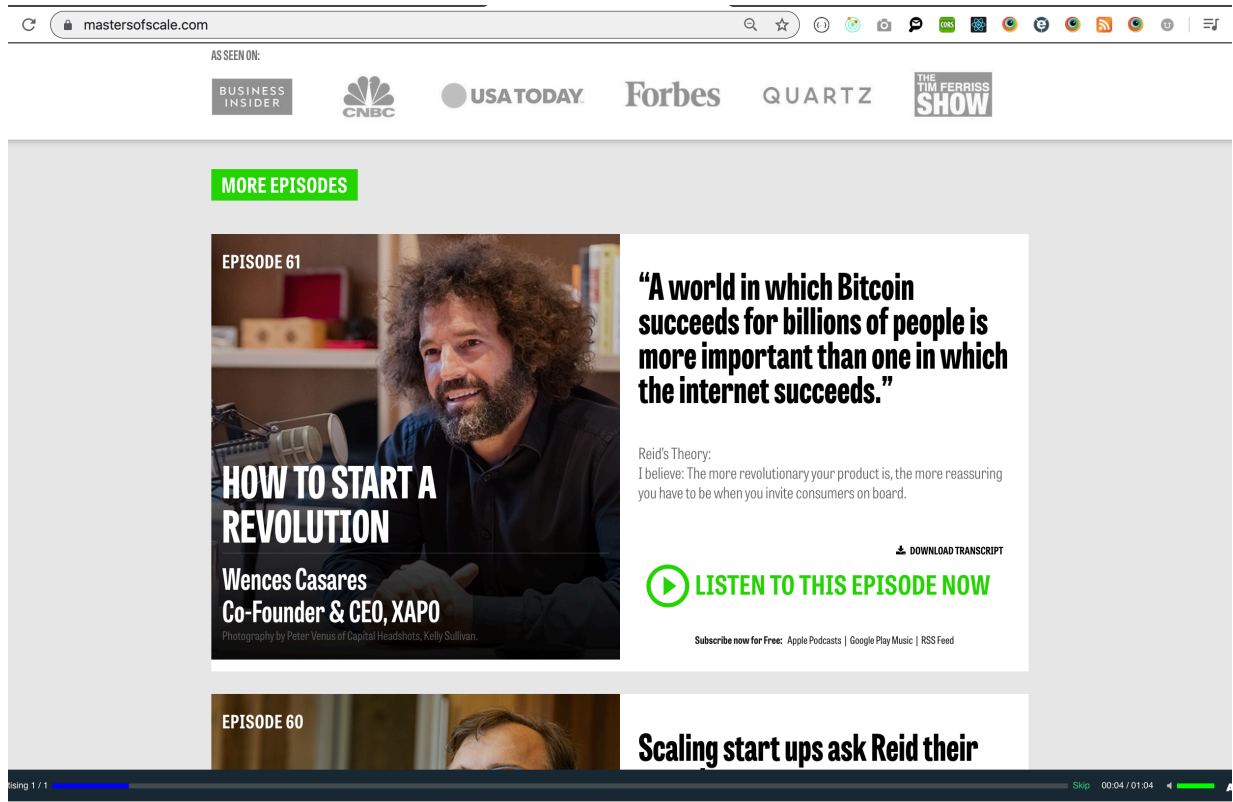 mastersofscale.com
CORS
AS SEEN ON:
BUSINESS
INSIDER
CNBC
USA TODAY
Forbes
QUARTZ
THE
TIM FERRISS
SHOW
MORE EPISODES
EPISODE 61
HOW TO START A
REVOLUTION
Wences Casares
Co-Founder & CEO, XAPO
Photography by Peter Venus of Capital Headshots, Kelly Sullivan.
“A world in which Bitcoin
succeeds for billions of people is
more important than one in which
the internet succeeds.”
Reid's Theory:
I believe: The more revolutionary your product is, the more reassuring
you have to be when you invite consumers on board.
DOWNLOAD TRANSCRIPT
LISTEN TO THIS EPISODE NOW
Subscribe now for Free: Apple Podcasts | Google Play Music | RSS Feed
EPISODE 60
Scaling start ups ask Reid their
tising 1 / 1
Skip 00:04 / 01:04